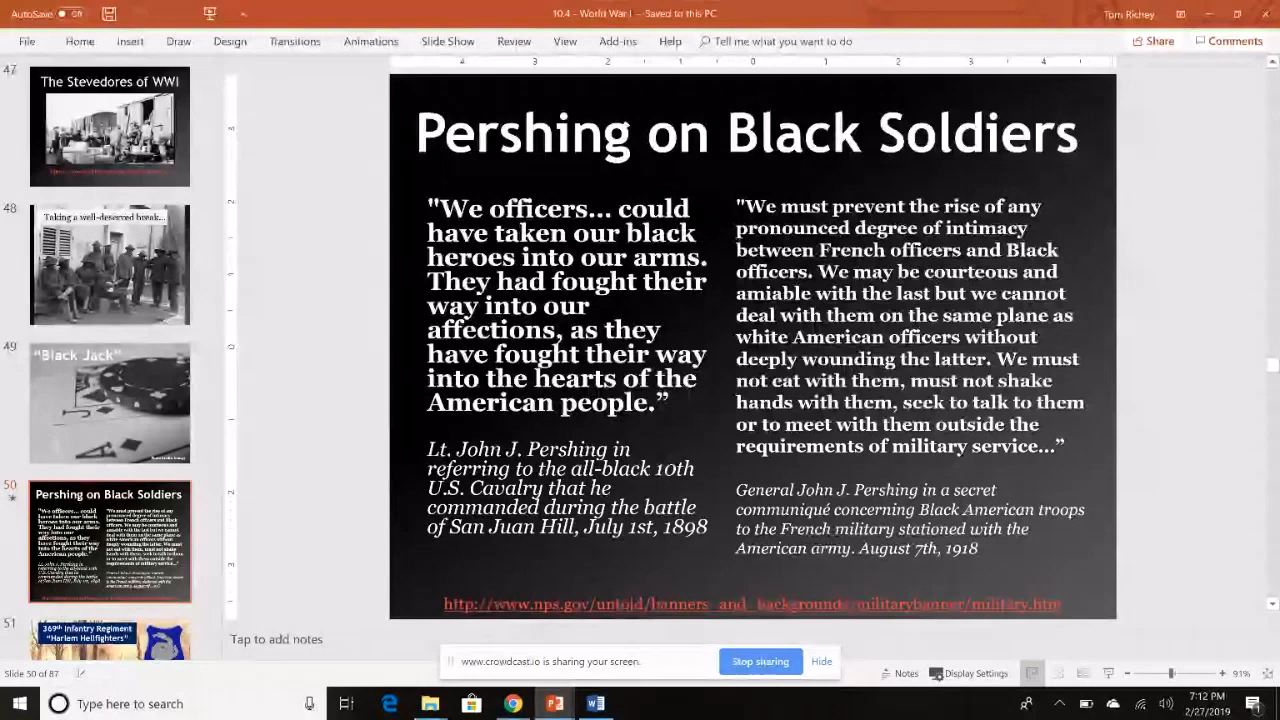 AutoSave Off
10.4 - World War I – Saved to this PC
Tom Richey
File Home Insert Draw Design Transitions Animations Slide Show Review View Add-ins Help Tell me what you want to do
Share Comments
47
The Stevedores of WWI
48
Taking a well-deserved break...
49
"Black Jack"
50
Pershing on Black Soldiers
51
369th Infantry Regiment
"Harlem Hellfighters"
Pershing on Black Soldiers
"We officers... could
have taken our black
heroes into our arms.
They had fought their
way into our
affections, as they
have fought their way
into the hearts of the
American people.”
Lt. John J. Pershing in
referring to the all-black 10th
U.S. Cavalry that he
commanded during the battle
of San Juan Hill, July 1st, 1898
"We must prevent the rise of any
pronounced degree of intimacy
between French officers and Black
officers. We may be courteous and
amiable with the last but we cannot
deal with them on the same plane as
white American officers without
deeply wounding the latter. We must
not eat with them, must not shake
hands with them, seek to talk to them
or to meet with them outside the
requirements of military service...”
General John J. Pershing in a secret
communiqué concerning Black American troops
to the French military stationed with the
American army. August 7th, 1918
http://www.nps.gov/untold/banners_and_backgrounds/militarybanner/military.htm
Tap to add notes
www.crowdcast.io is sharing your screen.
Stop sharing
Hide
Slide 50 of 87
Notes
Display Settings
91%
Type here to search
7:12 PM
2/27/2019